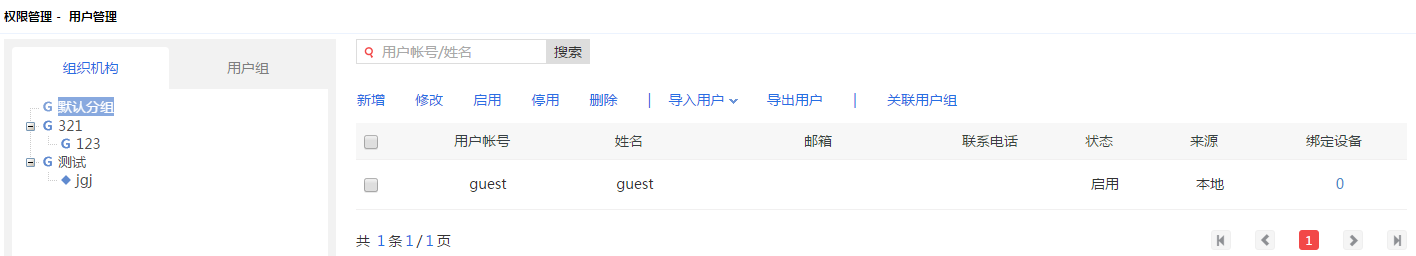 权限管理 - 用户管理
组织机构 用户组
G 默认分组
G 321
G 123
G 测试
jgj
用户帐号/姓名 搜索
新增 修改 启用 停用 删除 | 导入用户 导出用户 | 关联用户组
用户帐号 姓名 邮箱 联系电话 状态 来源 绑定设备
guest guest 启用 本地 0
共 1 条 1 / 1 页
1